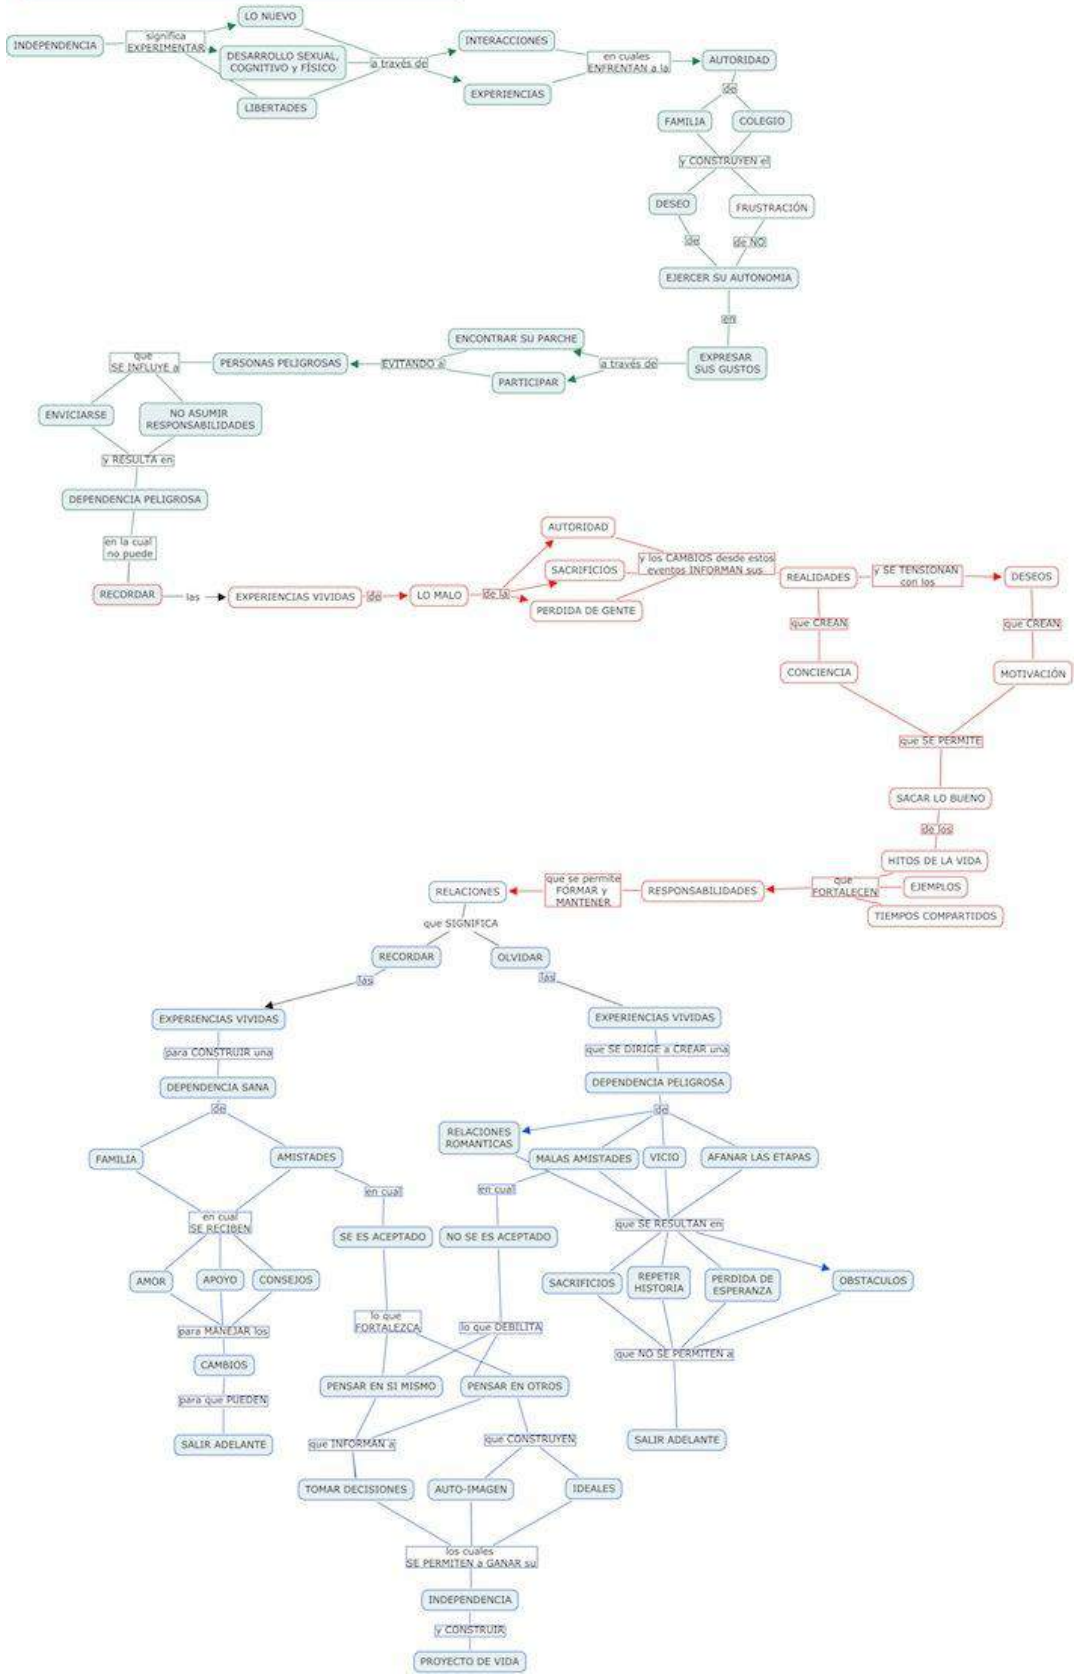 LO NUEVO
INDEPENDENCIA
significa
EXPERIMENTAR
DESARROLLO SEXUAL,
COGNITIVO y FÍSICO
LIBERTADES
a través de
INTERACCIONES
EXPERIENCIAS
en cuales
ENFRENTAN a la
AUTORIDAD
de
FAMILIA
COLEGIO
y CONSTRUYEN el
DESEO
FRUSTRACIÓN
de
de NO
EJERCER SU AUTONOMIA
en
EXPRESAR
SUS GUSTOS
a través de
ENCONTRAR SU PARCHE
PARTICIPAR
EVITANDO a
PERSONAS PELIGROSAS
que
SE INFLUYE a
ENVICIARSE
NO ASUMIR
RESPONSABILIDADES
y RESULTA en
DEPENDENCIA PELIGROSA
en la cual
no puede
RECORDAR
las
EXPERIENCIAS VIVIDAS
de
LO MALO
de la
AUTORIDAD
SACRIFICIOS
PERDIDA DE GENTE
y los CAMBIOS desde estos
eventos INFORMAN sus
REALIDADES
y SE TENSIONAN
con los
DESEOS
que CREAN
que CREAN
CONCIENCIA
MOTIVACIÓN
que SE PERMITE
SACAR LO BUENO
de los
HITOS DE LA VIDA
EJEMPLOS
TIEMPOS COMPARTIDOS
que
FORTALECEN
RESPONSABILIDADES
que se permite
FORMAR y
MANTENER
RELACIONES
que SIGNIFICA
RECORDAR
OLVIDAR
las
las
EXPERIENCIAS VIVIDAS
EXPERIENCIAS VIVIDAS
para CONSTRUIR una
que SE DIRIGE a CREAR una
DEPENDENCIA SANA
DEPENDENCIA PELIGROSA
de
de
FAMILIA
AMISTADES
RELACIONES
ROMANTICAS
MALAS AMISTADES
VICIO
AFANAR LAS ETAPAS
en cual
en cual
en cual
SE RECIBEN
SE ES ACEPTADO
NO SE ES ACEPTADO
que SE RESULTAN en
AMOR
APOYO
CONSEJOS
SACRIFICIOS
REPETIR
HISTORIA
PERDIDA DE
ESPERANZA
OBSTACULOS
para MANEJAR los
lo que
FORTALEZCA
lo que DEBILITA
que NO SE PERMITEN a
CAMBIOS
PENSAR EN SI MISMO
PENSAR EN OTROS
para que PUEDEN
SALIR ADELANTE
que INFORMAN a
que CONSTRUYEN
SALIR ADELANTE
TOMAR DECISIONES
AUTO-IMAGEN
IDEALES
los cuales
SE PERMITEN a GANAR su
INDEPENDENCIA
y CONSTRUIR
PROYECTO DE VIDA